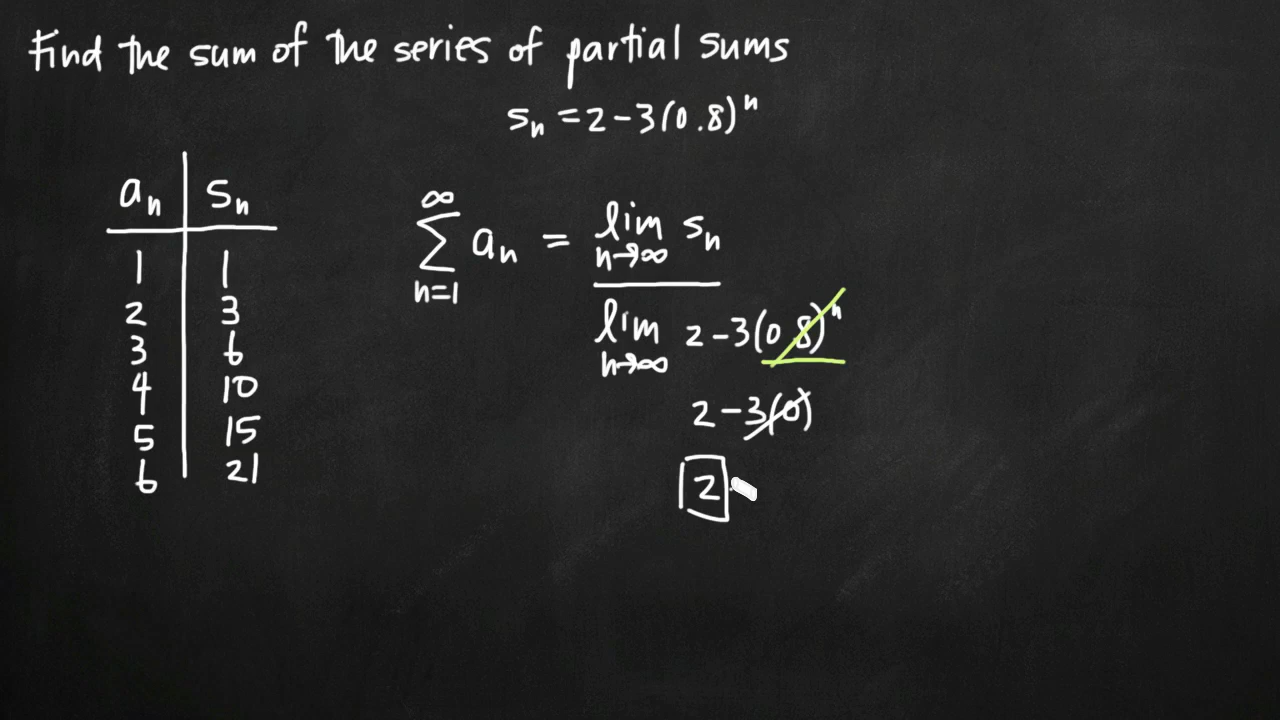 Find the sum of the series of partial sums
sₙ = 2 - 3(0.8)ⁿ
aₙ sₙ
1 1
2 3
3 6
4 10
5 15
6 21
∞
∑ aₙ = lim sₙ
n=1 n→∞
lim 2 - 3(0.8)ⁿ
n→∞
2 - 3(0)
2